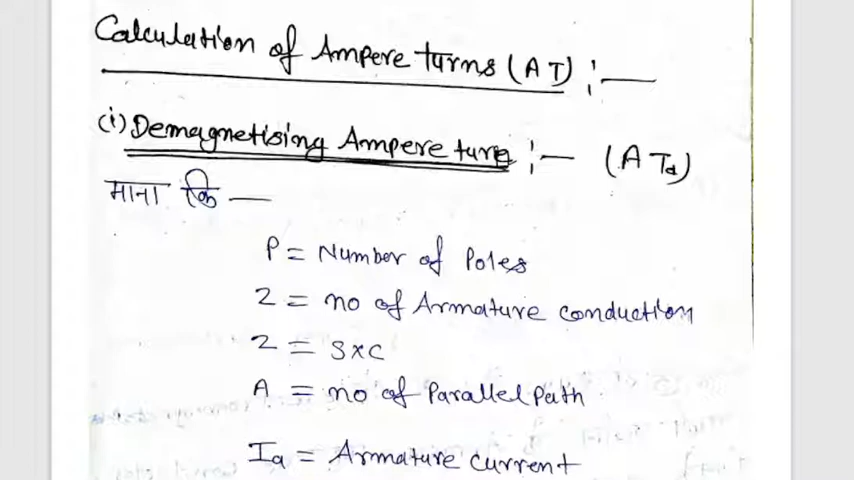 Calculation of Ampere turns (AT) :—
(i) Demagnetising Ampere turn :— (ATd)
माना कि —
P = Number of Poles
Z = no of Armature conduction
Z = S×C
A = no of Parallel Path
Ia = Armature current